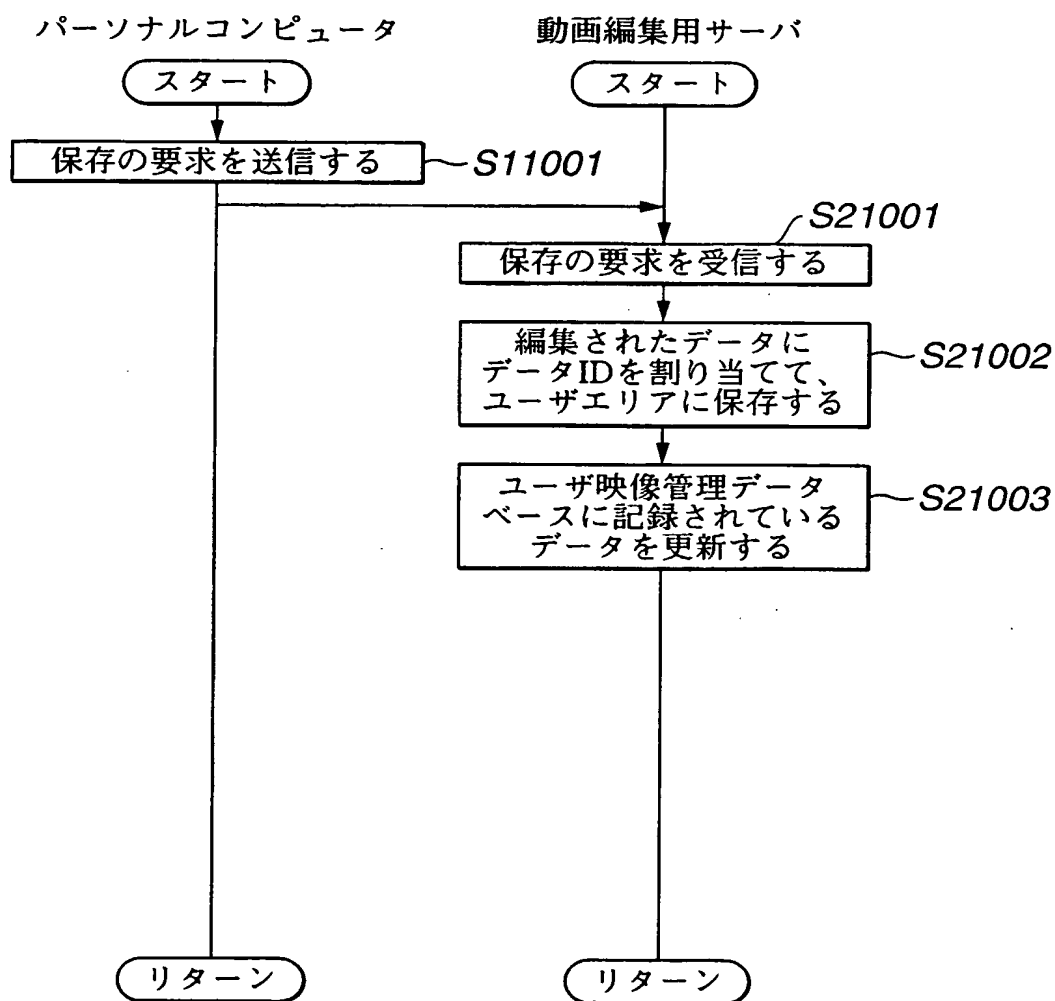 パーソナルコンピュータ
動画編集用サーバ
スタート
スタート
保存の要求を送信する
S11001
S21001
保存の要求を受信する
編集されたデータに
データIDを割り当てて、
ユーザエリアに保存する
S21002
ユーザ映像管理データ
ベースに記録されている
データを更新する
S21003
リターン
リターン